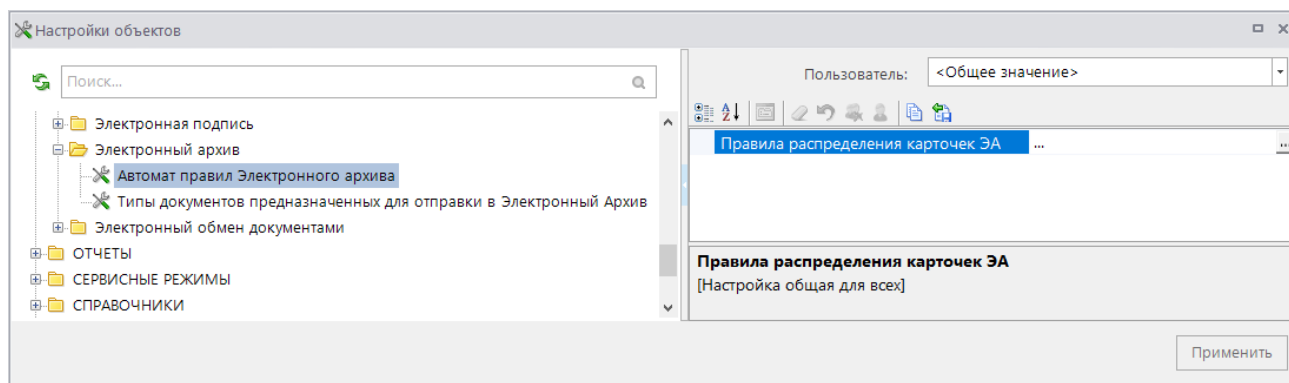 Настройки объектов
Поиск...
Электронная подпись
Электронный архив
Автомат правил Электронного архива
Типы документов предназначенных для отправки в Электронный Архив
Электронный обмен документами
ОТЧЕТЫ
СЕРВИСНЫЕ РЕЖИМЫ
СПРАВОЧНИКИ
Пользователь: <Общее значение>
Правила распределения карточек ЭА ... ...
Правила распределения карточек ЭА
[Настройка общая для всех]
Применить